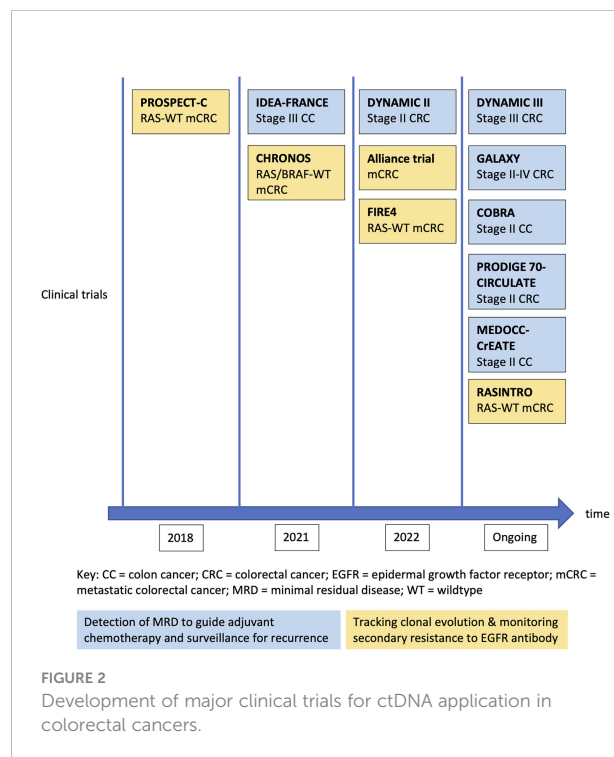 PROSPECT-C
RAS-WT mCRC
IDEA-FRANCE
Stage III CC
CHRONOS
RAS/BRAF-WT
mCRC
DYNAMIC II
Stage II CRC
Alliance trial
mCRC
FIRE4
RAS-WT mCRC
DYNAMIC III
Stage III CRC
GALAXY
Stage II-IV CRC
COBRA
Stage II CC
PRODIGE 70-
CIRCULATE
Stage II CRC
MEDOCC-
CrEATE
Stage II CC
RASINTRO
RAS-WT mCRC
Clinical trials
time
2018
2021
2022
Ongoing
Key: CC = colon cancer; CRC = colorectal cancer; EGFR = epidermal growth factor receptor; mCRC =
metastatic colorectal cancer; MRD = minimal residual disease; WT = wildtype
Detection of MRD to guide adjuvant
chemotherapy and surveillance for recurrence
Tracking clonal evolution & monitoring
secondary resistance to EGFR antibody
FIGURE 2
Development of major clinical trials for ctDNA application in
colorectal cancers.